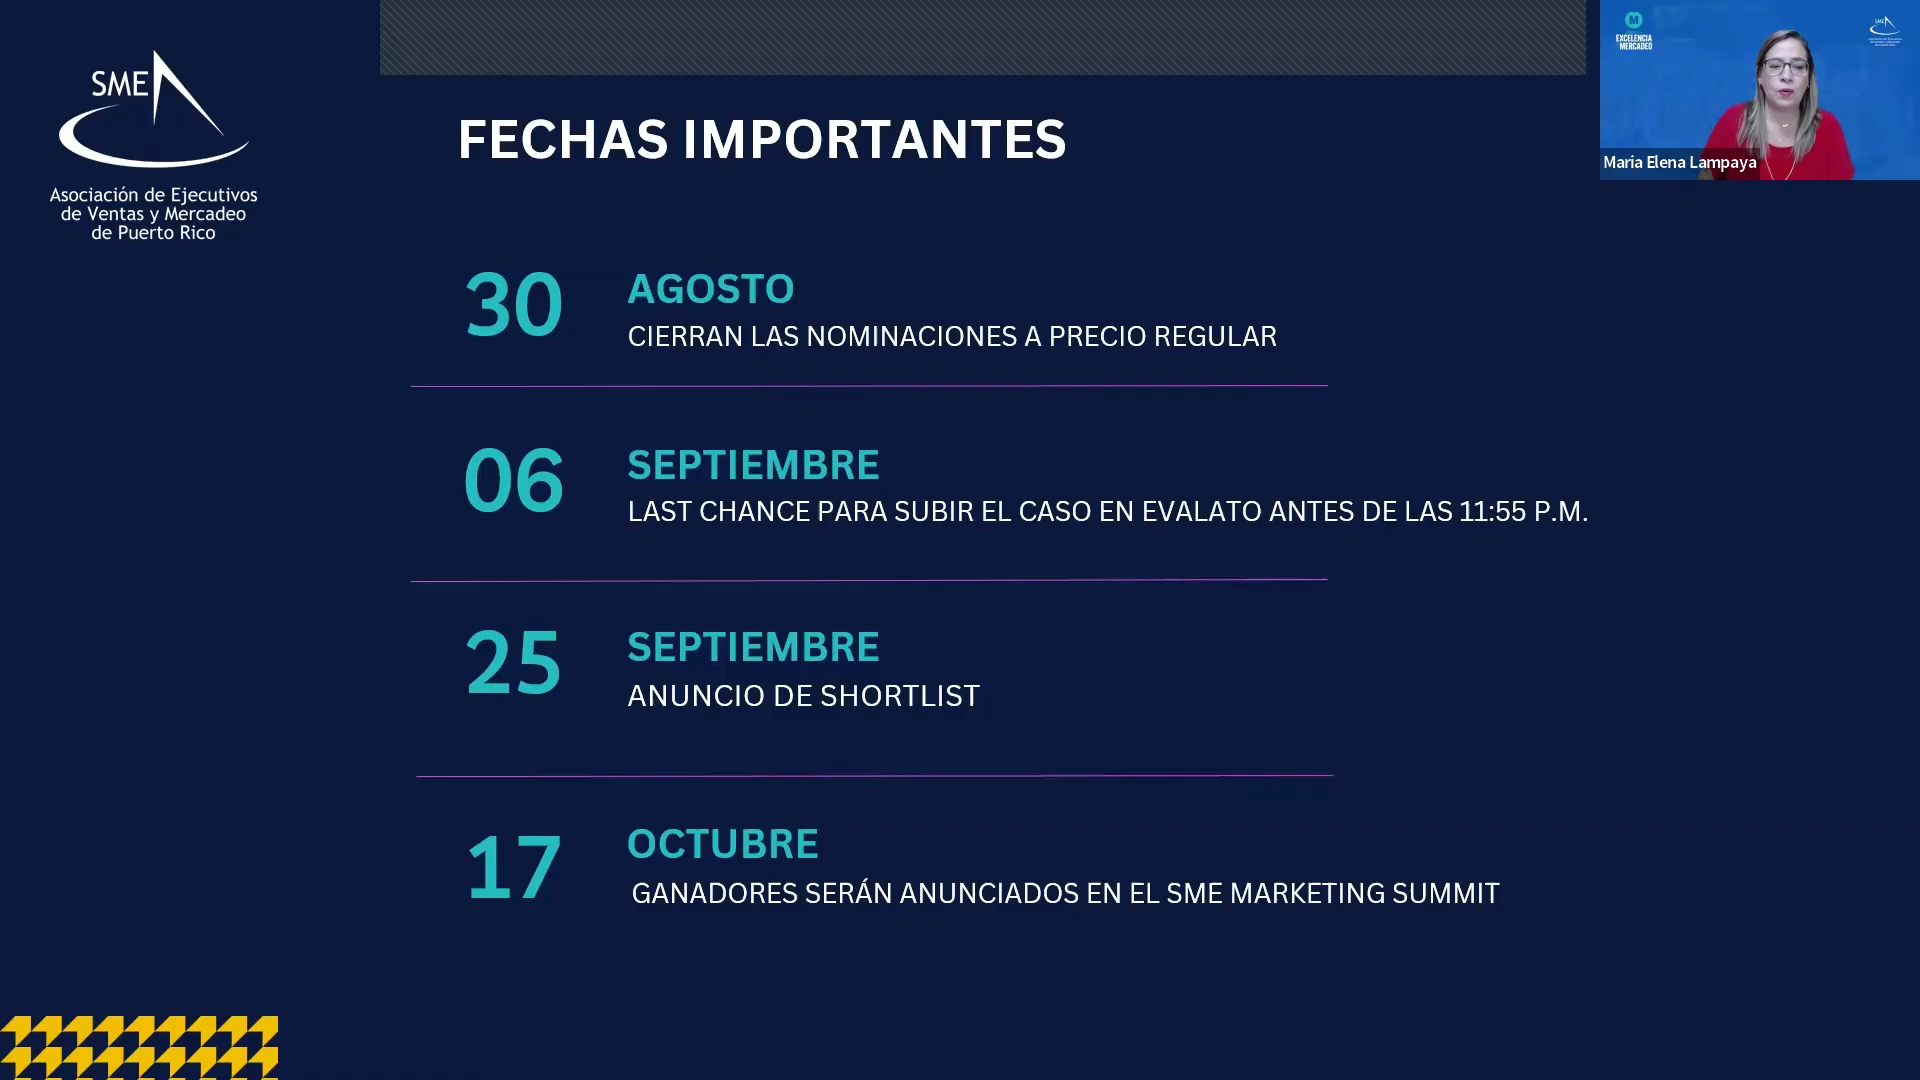 SME
Asociación de Ejecutivos
de Ventas y Mercadeo
de Puerto Rico
FECHAS IMPORTANTES
30
AGOSTO
CIERRAN LAS NOMINACIONES A PRECIO REGULAR
06
SEPTIEMBRE
LAST CHANCE PARA SUBIR EL CASO EN EVALATO ANTES DE LAS 11:55 P.M.
25
SEPTIEMBRE
ANUNCIO DE SHORTLIST
17
OCTUBRE
GANADORES SERÁN ANUNCIADOS EN EL SME MARKETING SUMMIT
M
EXCELENCIA
MERCADEO
SME
Maria Elena Lampaya